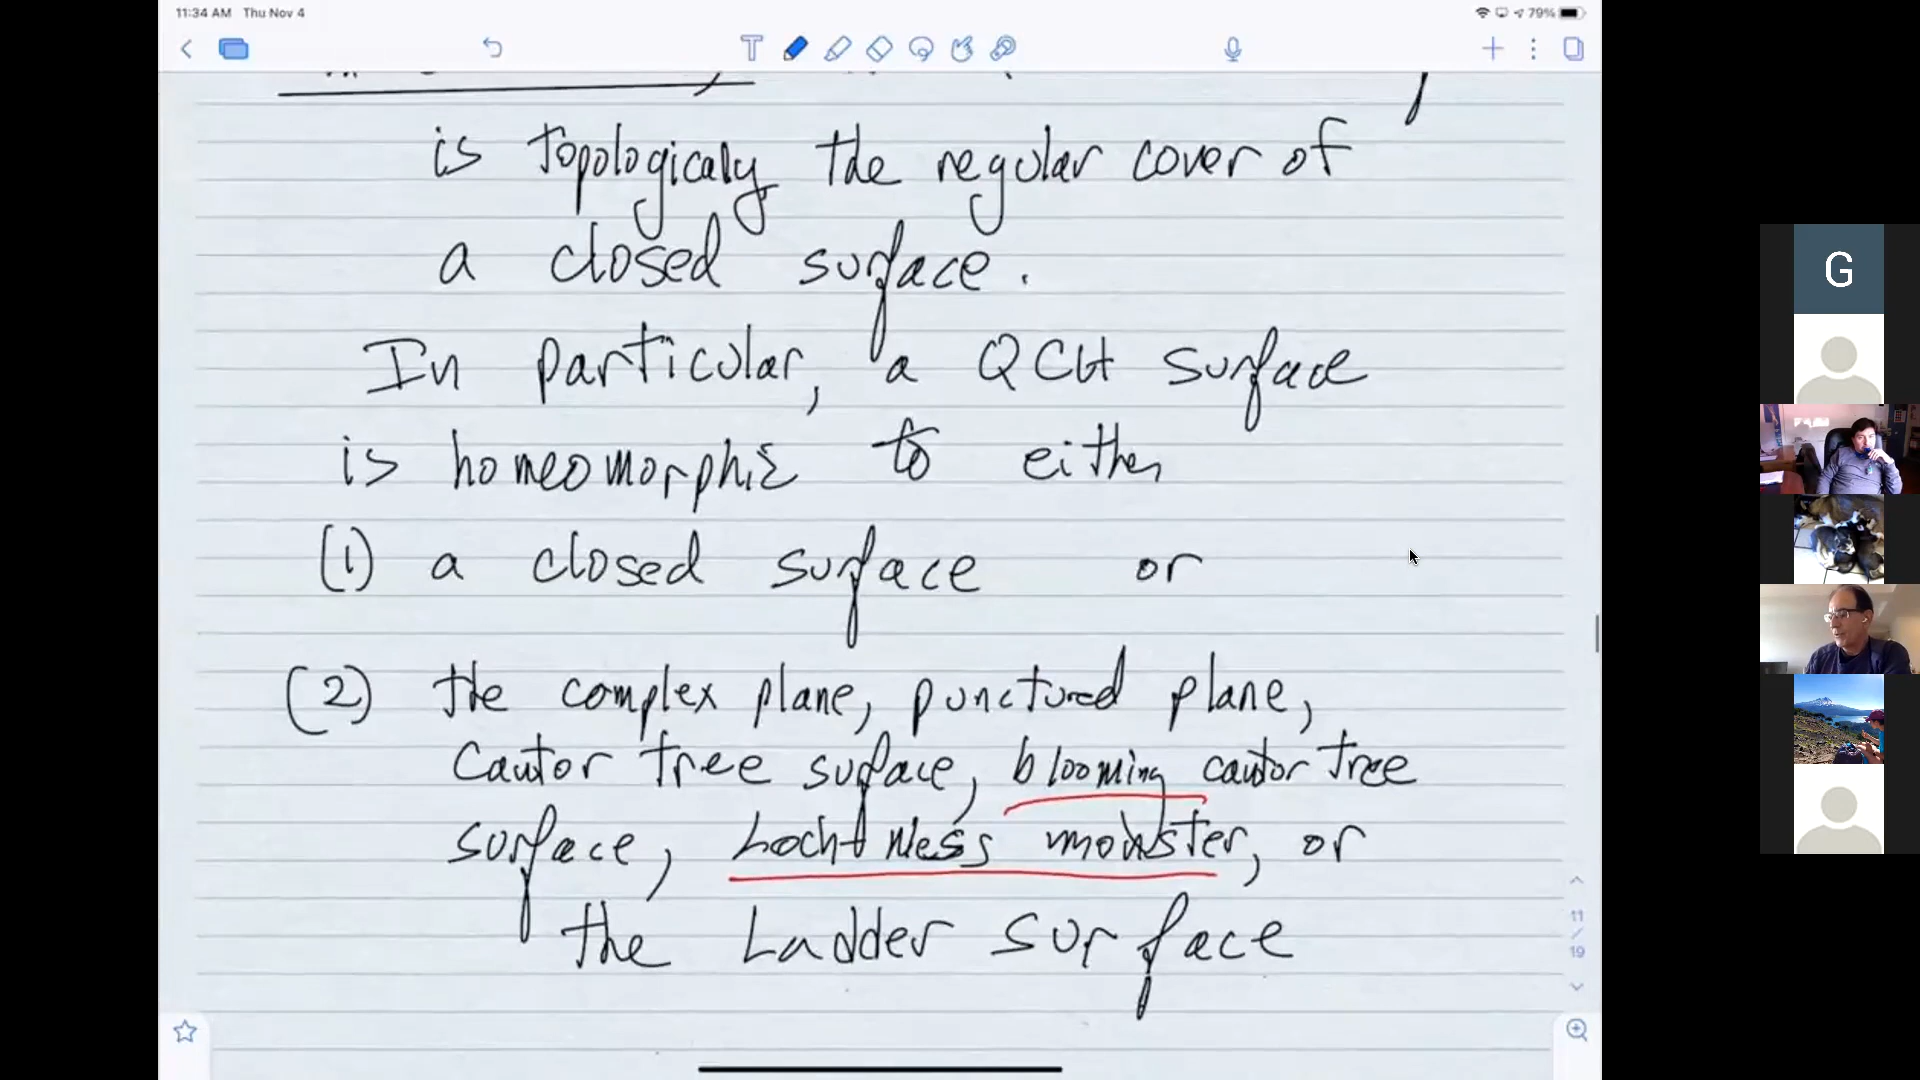 11:34 AM Thu Nov 4
79%
T
is topologicaly the regular cover of
a closed surface.
In particular, a QCH surface
is homeomorphic to either
(1) a closed surface or
(2) the complex plane, punctured plane,
Cantor tree surface, blooming cantor tree
surface, Loch Ness monster, or
the Ladder surface
11
/
19
G